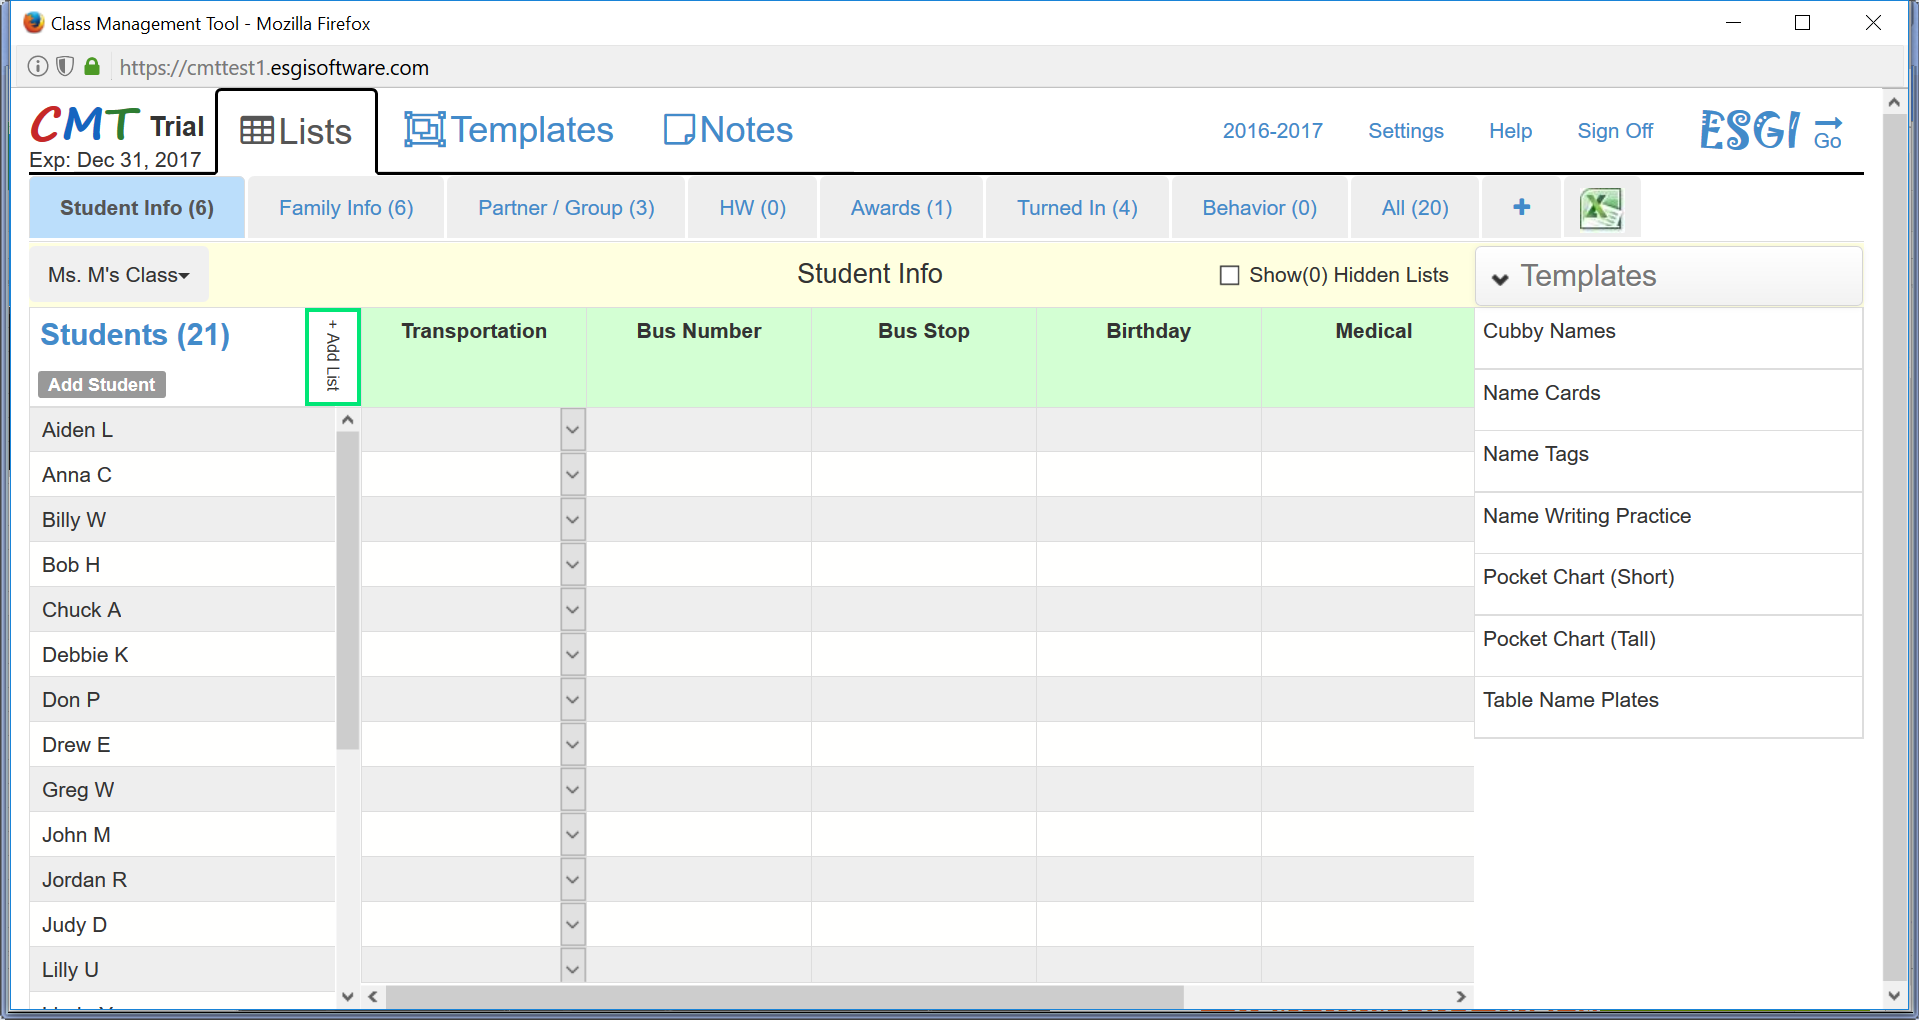 Class Management Tool - Mozilla Firefox
https://cmttest1.esgisoftware.com
CMT Trial
Exp: Dec 31, 2017
Lists
Templates
Notes
2016-2017
Settings
Help
Sign Off
ESGI
Go
Student Info (6)
Family Info (6)
Partner / Group (3)
HW (0)
Awards (1)
Turned In (4)
Behavior (0)
All (20)
+
Ms. M's Class
Student Info
Show(0) Hidden Lists
Templates
Students (21)
Add Student
+ Add List
Transportation
Bus Number
Bus Stop
Birthday
Medical
Aiden L
Anna C
Billy W
Bob H
Chuck A
Debbie K
Don P
Drew E
Greg W
John M
Jordan R
Judy D
Lilly U
Cubby Names
Name Cards
Name Tags
Name Writing Practice
Pocket Chart (Short)
Pocket Chart (Tall)
Table Name Plates